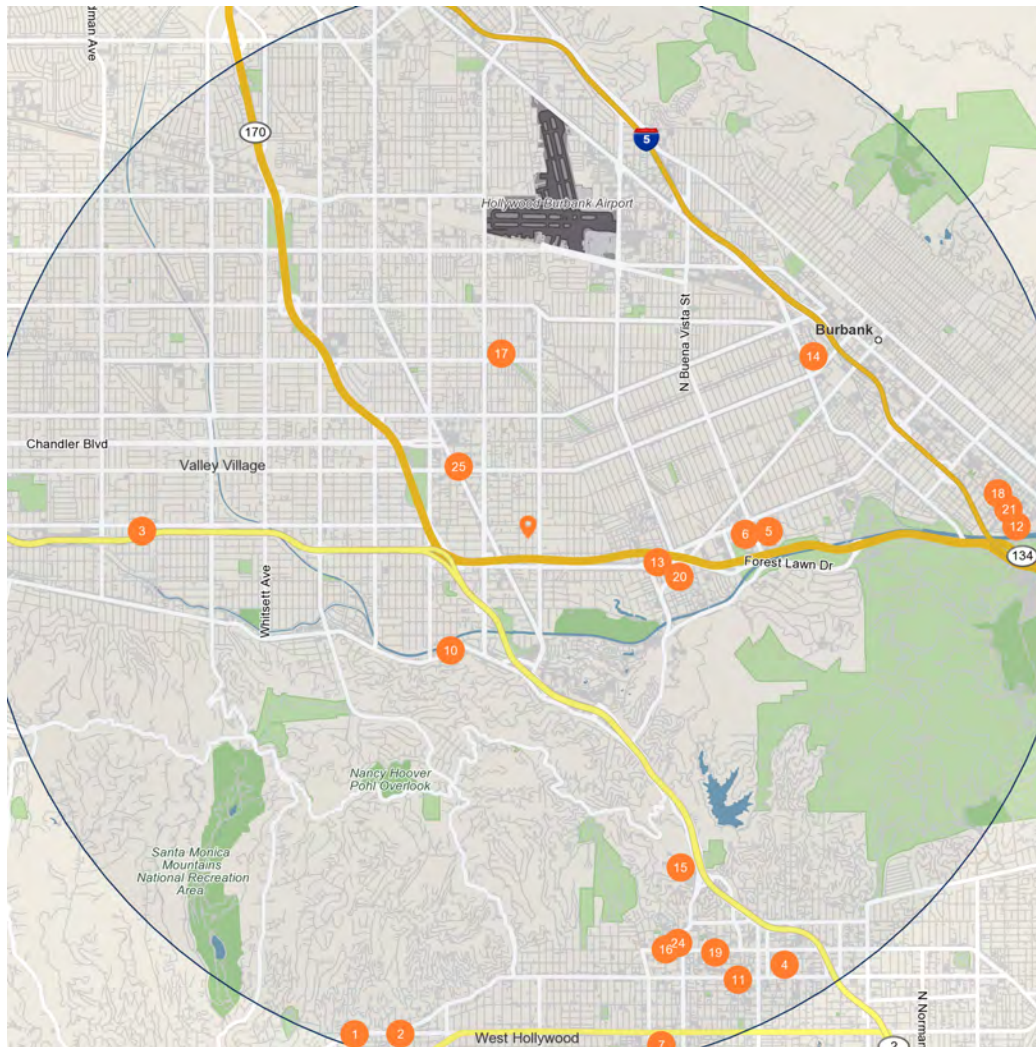 dman Ave
170
5
Hollywood Burbank Airport
N Buena Vista St
Burbank
17
14
Chandler Blvd
Valley Village
25
18
21
12
3
6
5
13
20
Forest Lawn Dr
134
Whitsett Ave
10
Nancy Hoover
Pohl Overlook
Santa Monica
Mountains
National Recreation
Area
15
16
24
19
4
11
N Norman
1
2
West Hollywood
7
2